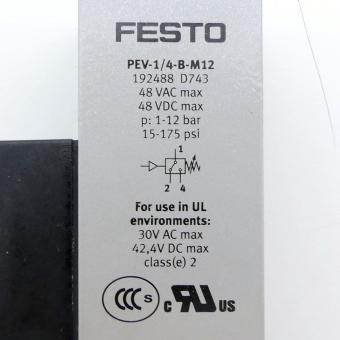 FESTO
PEV-1/4-B-M12
192488 D743
48 VAC max
48 VDC max
p: 1-12 bar
15-175 psi
1
2 4
For use in UL
environments:
30V AC max
42,4V DC max
class(e) 2
CCC S c RU US